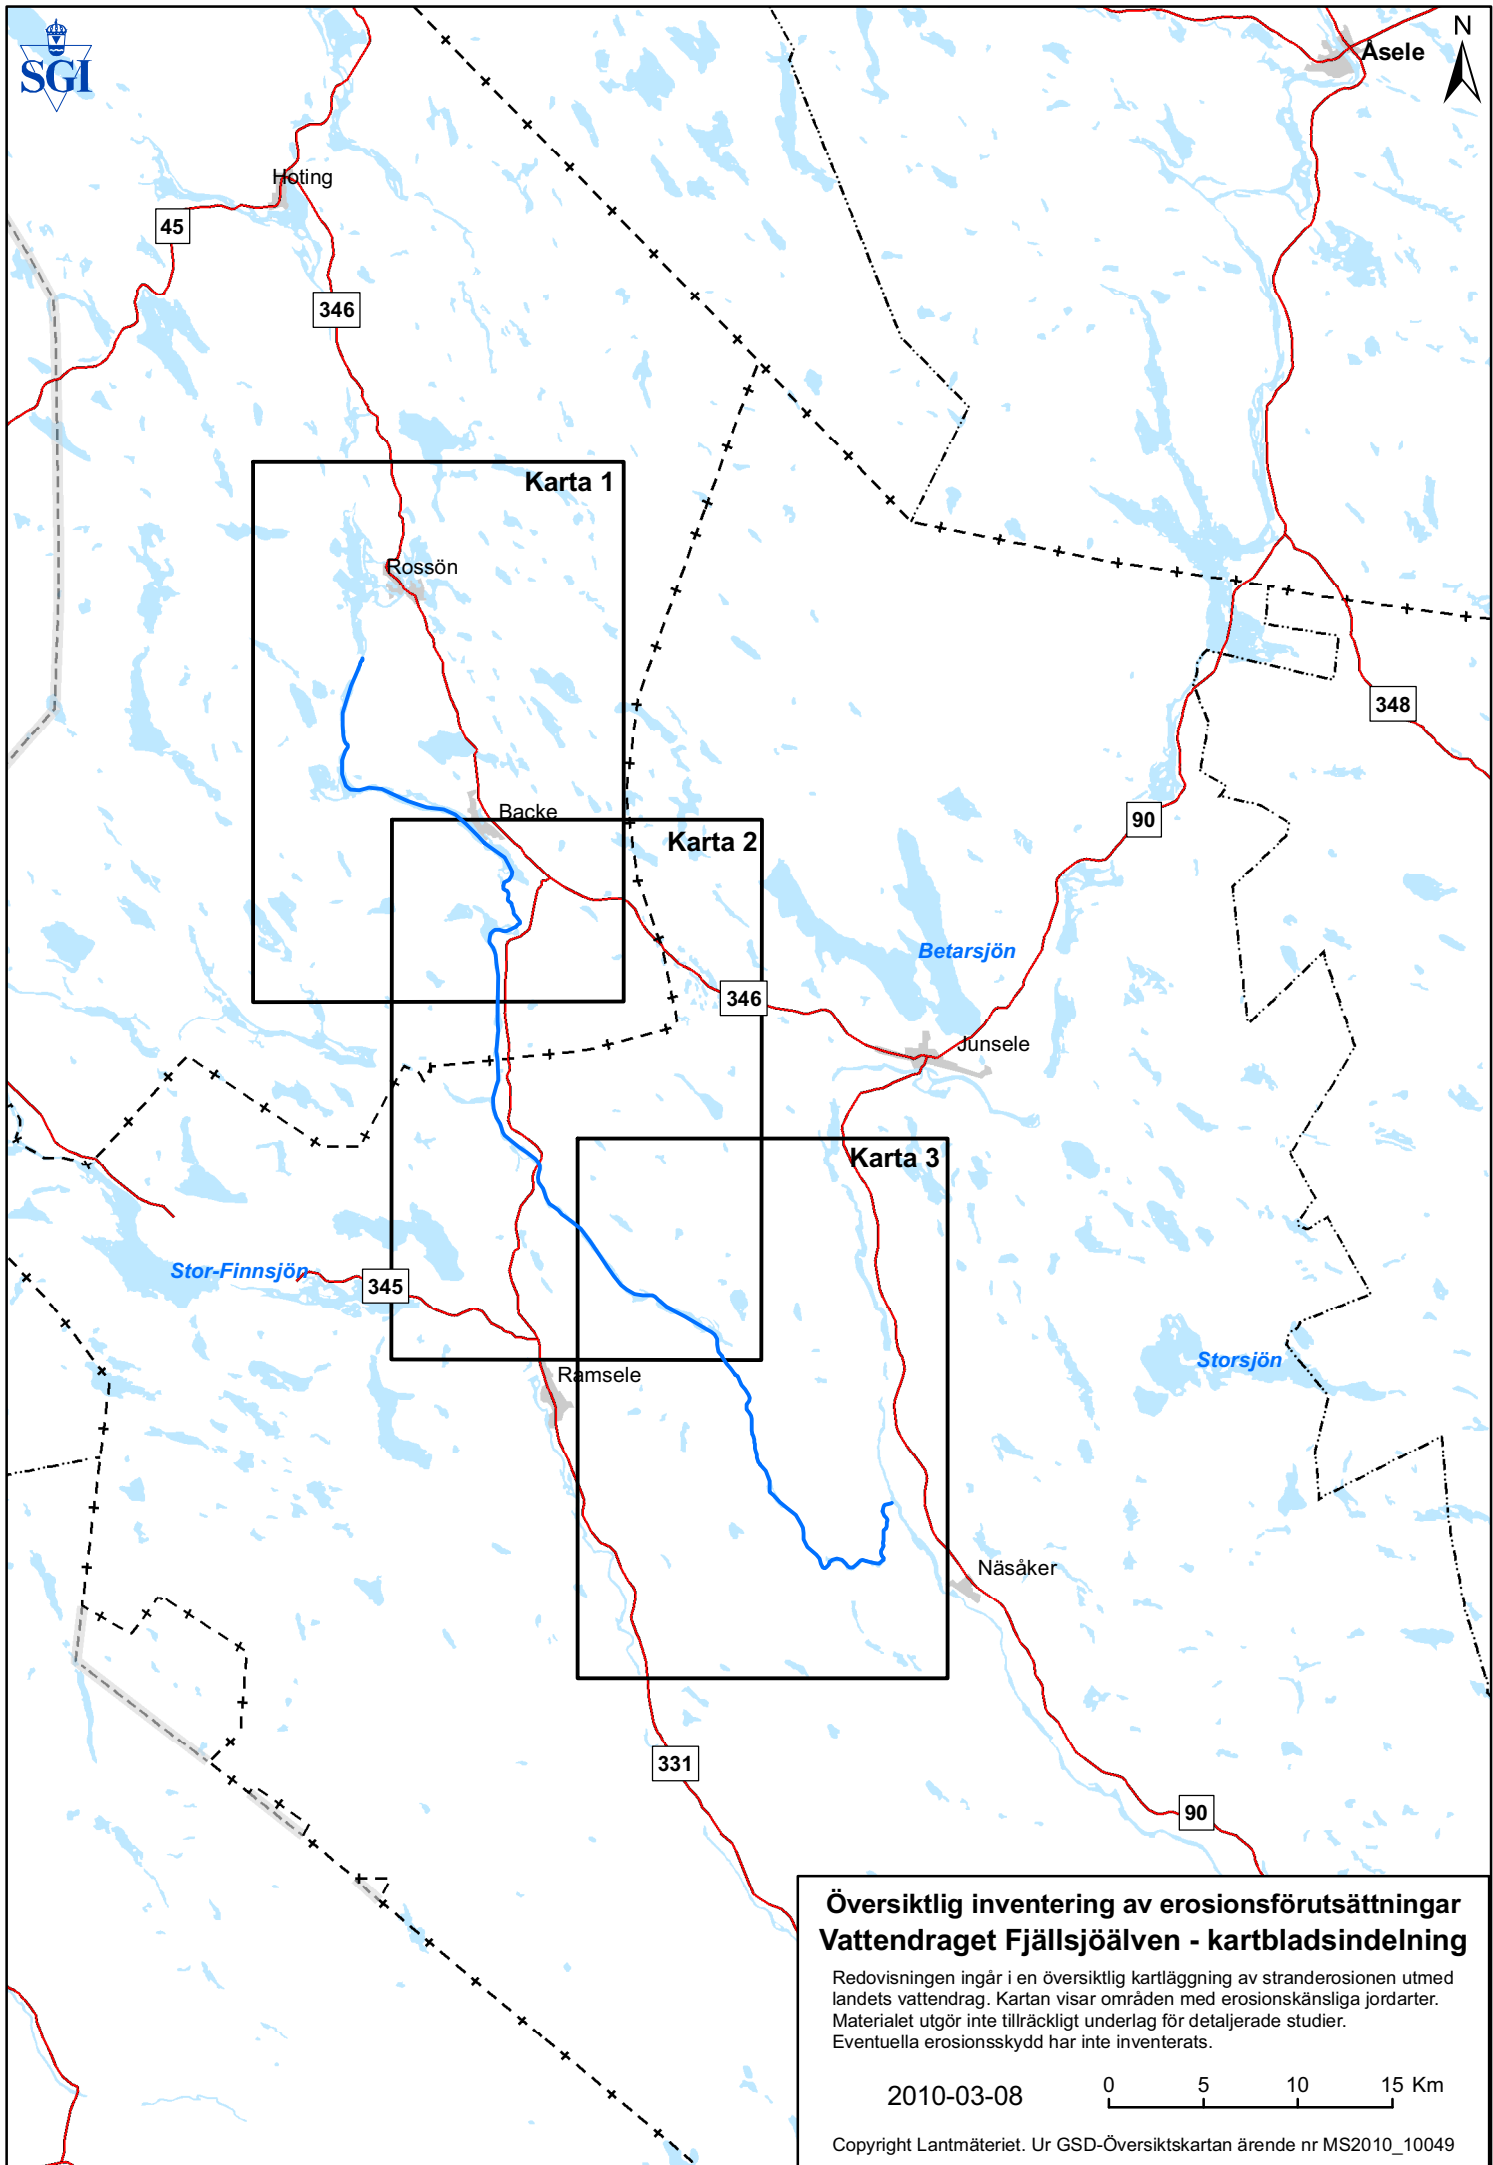 SGI
N
Åsele
Hoting
45
346
Karta 1
Rossön
348
Backe
90
Karta 2
Betarsjön
346
Junsele
Karta 3
Stor-Finnsjön
345
Storsjön
Ramsele
Näsåker
331
90
Översiktlig inventering av erosionsförutsättningar
Vattendraget Fjällsjöälven - kartbladsindelning
Redovisningen ingår i en översiktlig kartläggning av stranderosionen utmed
landets vattendrag. Kartan visar områden med erosionskänsliga jordarter.
Materialet utgör inte tillräckligt underlag för detaljerade studier.
Eventuella erosionsskydd har inte inventerats.
2010-03-08
0 5 10 15 Km
Copyright Lantmäteriet. Ur GSD-Översiktskartan ärende nr MS2010_10049